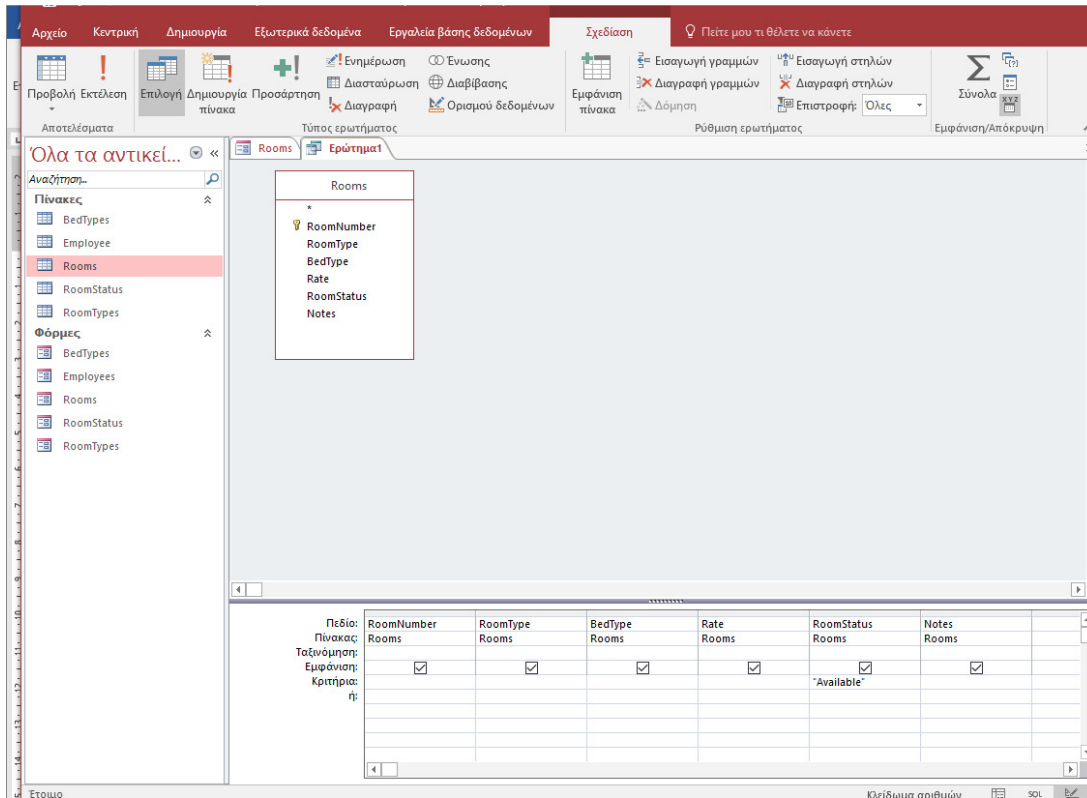 Αρχείο Κεντρική Δημιουργία Εξωτερικά δεδομένα Εργαλεία βάσης δεδομένων Σχεδίαση Πείτε μου τι θέλετε να κάνετε
Προβολή Εκτέλεση
Αποτελέσματα
Επιλογή Δημιουργία πίνακα Προσάρτηση
Ενημέρωση Ένωσης
Διασταύρωση Διαβίβασης
Διαγραφή Ορισμού δεδομένων
Τύπος ερωτήματος
Εμφάνιση πίνακα
Εισαγωγή γραμμών Εισαγωγή στηλών
Διαγραφή γραμμών Διαγραφή στηλών
Δόμηση Επιστροφή: Όλες
Ρύθμιση ερωτήματος
Σύνολα
XYZ
Εμφάνιση/Απόκρυψη
Όλα τα αντικεί... «
Αναζήτηση...
Πίνακες
BedTypes
Employee
Rooms
RoomStatus
RoomTypes
Φόρμες
BedTypes
Employees
Rooms
RoomStatus
RoomTypes
Rooms Ερώτημα1
Rooms
*
RoomNumber
RoomType
BedType
Rate
RoomStatus
Notes
Πεδίο: RoomNumber RoomType BedType Rate RoomStatus Notes
Πίνακας: Rooms Rooms Rooms Rooms Rooms Rooms
Ταξινόμηση:
Εμφάνιση:
Κριτήρια: "Available"
ή:
Έτοιμο Κλείδωμα αριθμών SQL